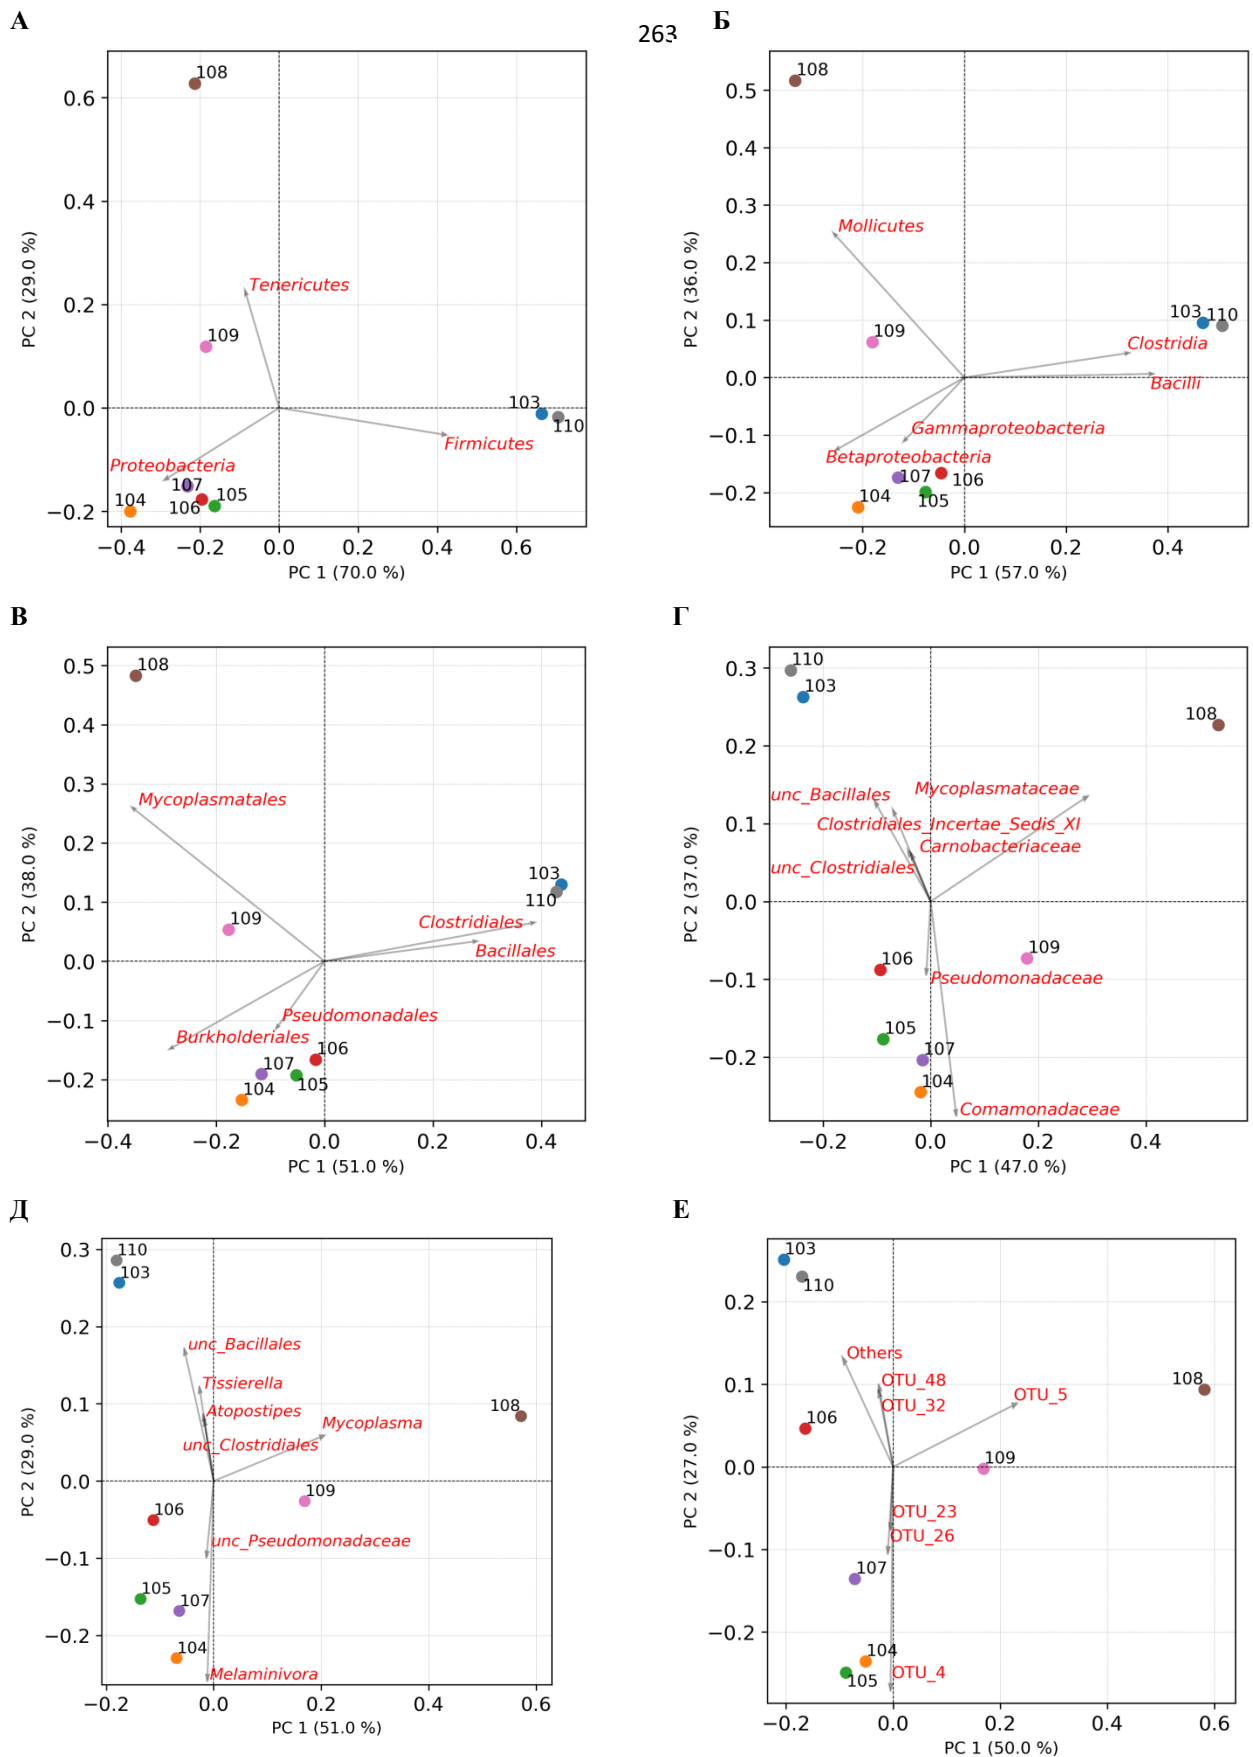 А
263
Б
108
0.6
0.4
PC 2 (29.0 %)
Tenericutes
0.2
109
0.0
103
110
Firmicutes
Proteobacteria
107
104
106
105
−0.2
−0.4 −0.2 0.0 0.2 0.4 0.6
PC 1 (70.0 %)
108
0.5
0.4
0.3
Mollicutes
PC 2 (36.0 %)
0.2
0.1
109
103 110
Clostridia
0.0
Bacilli
−0.1
Gammaproteobacteria
Betaproteobacteria
107
106
104
105
−0.2
−0.2 0.0 0.2 0.4
PC 1 (57.0 %)
В
Г
108
0.5
0.4
0.3
Mycoplasmatales
PC 2 (38.0 %)
0.2
103
110
0.1
109
Clostridiales
Bacillales
0.0
−0.1
Pseudomonadales
Burkholderiales
106
107
104
105
−0.2
−0.4 −0.2 0.0 0.2 0.4
PC 1 (51.0 %)
110
0.3
103
108
0.2
Mycoplasmataceae
unc_Bacillales
Clostridiales_Incertae_Sedis_XI
0.1
Carnobacteriaceae
unc_Clostridiales
PC 2 (37.0 %)
0.0
106
109
Pseudomonadaceae
−0.1
105
107
−0.2
104
Comamonadaceae
−0.2 0.0 0.2 0.4
PC 1 (47.0 %)
Д
Е
110
0.3
103
0.2
unc_Bacillales
Tissierella
Atopostipes
108
Mycoplasma
0.1
unc_Clostridiales
PC 2 (29.0 %)
0.0
109
106
unc_Pseudomonadaceae
−0.1
105
107
−0.2
104
Melaminivora
−0.2 0.0 0.2 0.4 0.6
PC 1 (51.0 %)
103
110
0.2
Others
OTU_48
108
0.1
OTU_5
OTU_32
106
109
0.0
PC 2 (27.0 %)
OTU_23
OTU_26
−0.1
107
−0.2
104
105
OTU_4
−0.2 0.0 0.2 0.4 0.6
PC 1 (50.0 %)